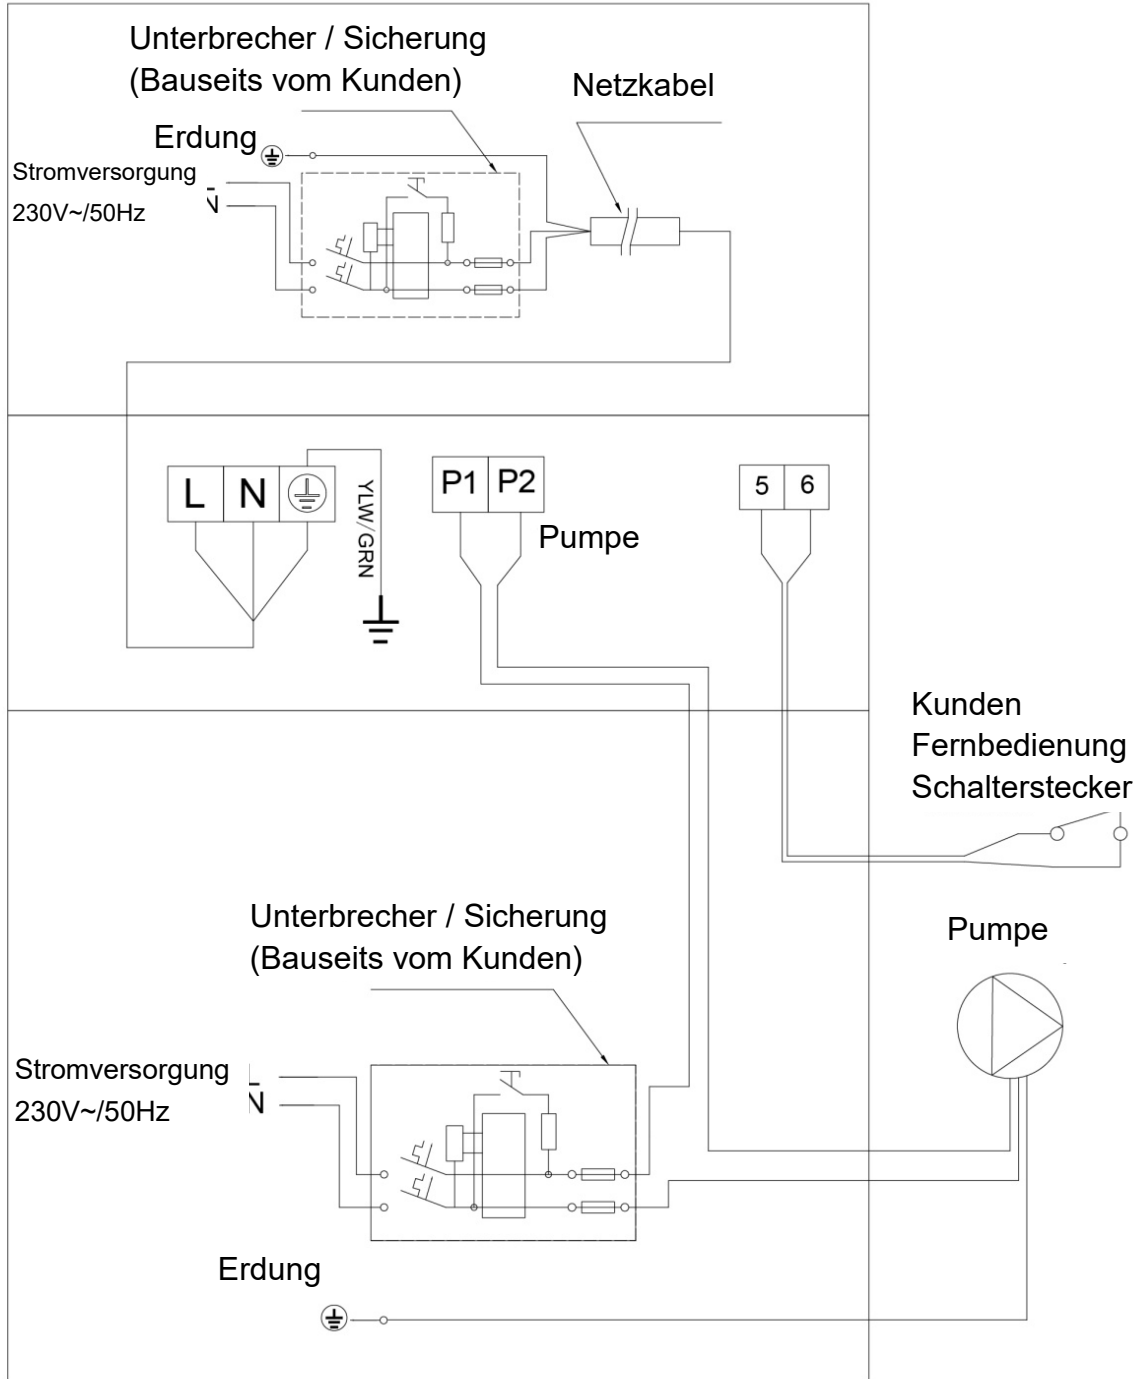 Unterbrecher / Sicherung
(Bauseits vom Kunden)
Netzkabel
Erdung
Stromversorgung
230V~/50Hz
N
L N
YLW/GRN
P1 P2
Pumpe
5 6
Kunden
Fernbedienung
Schalterstecker
Unterbrecher / Sicherung
(Bauseits vom Kunden)
Pumpe
Stromversorgung
230V~/50Hz
N
Erdung